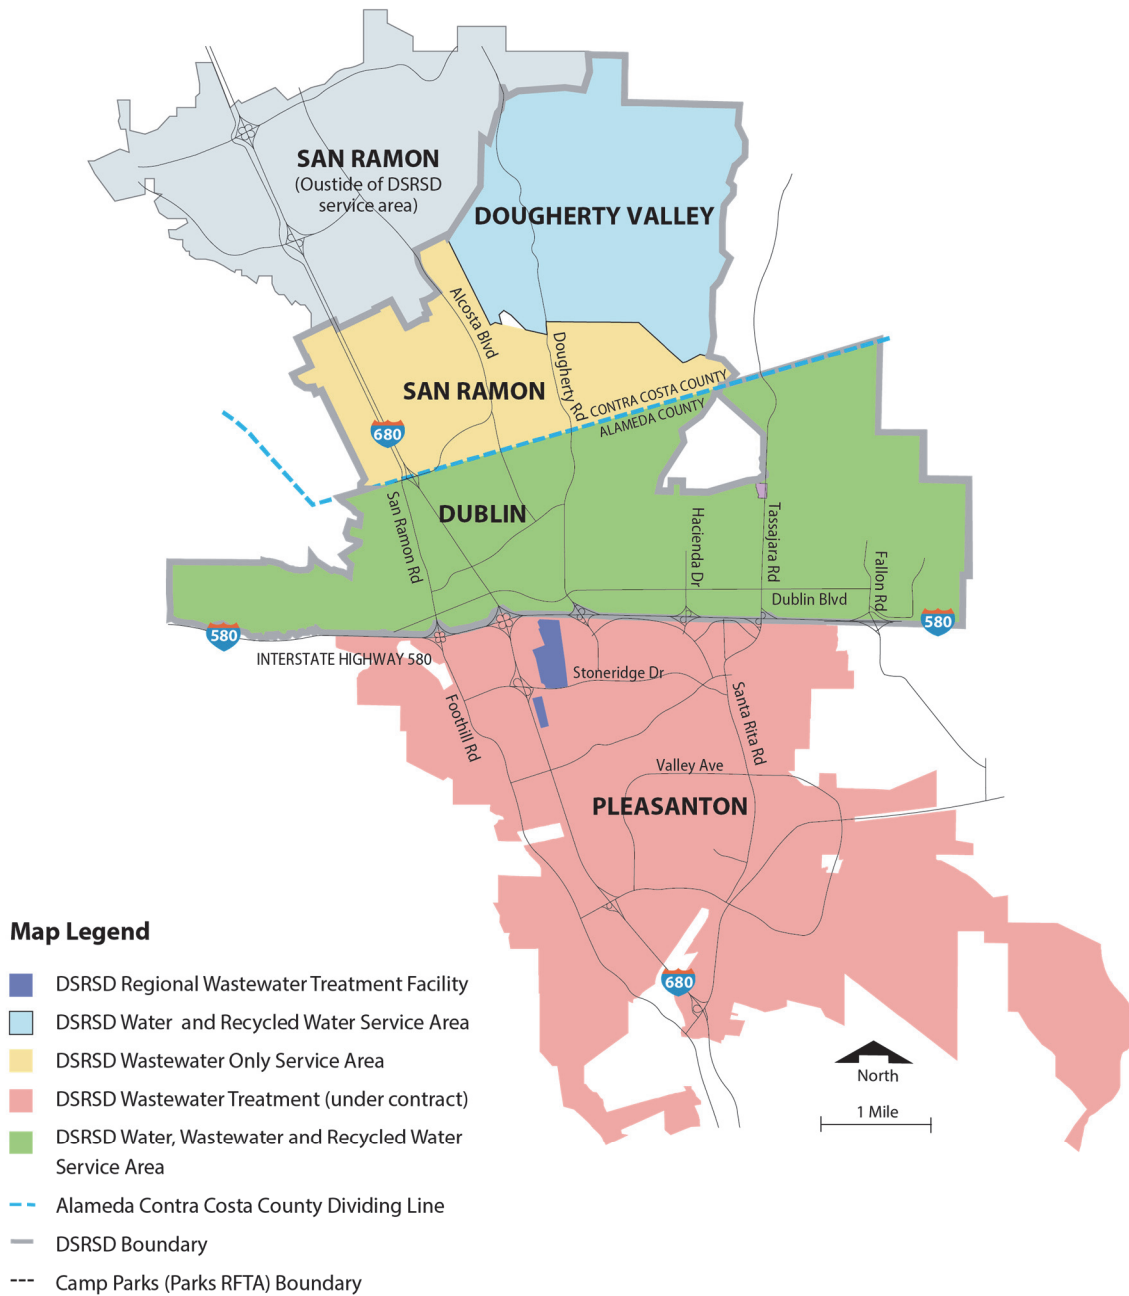 SAN RAMON
(Oustide of DSRSD
service area)
DOUGHERTY VALLEY
Alcosta Blvd
Dougherty Rd
SAN RAMON
CONTRA COSTA COUNTY
ALAMEDA COUNTY
680
DUBLIN
San Ramon Rd
Hacienda Dr
Tassajara Rd
Fallon Rd
Dublin Blvd
580
580
INTERSTATE HIGHWAY 580
Stoneridge Dr
Foothill Rd
Santa Rita Rd
Valley Ave
PLEASANTON
680
North
1 Mile
Map Legend
DSRSD Regional Wastewater Treatment Facility
DSRSD Water and Recycled Water Service Area
DSRSD Wastewater Only Service Area
DSRSD Wastewater Treatment (under contract)
DSRSD Water, Wastewater and Recycled Water
Service Area
Alameda Contra Costa County Dividing Line
DSRSD Boundary
Camp Parks (Parks RFTA) Boundary